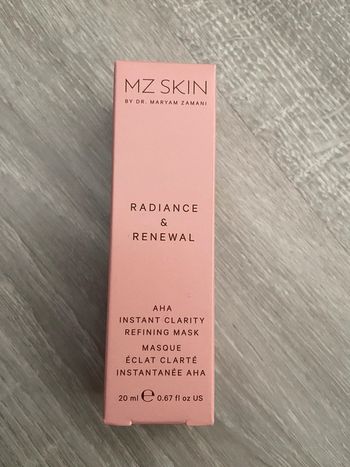 MZ SKIN
BY DR. MARYAM ZAMANI
RADIANCE
&
RENEWAL
AHA
INSTANT CLARITY
REFINING MASK
MASQUE
ÉCLAT CLARTÉ
INSTANTANÉE AHA
20 ml ℮ 0.67 fl oz US